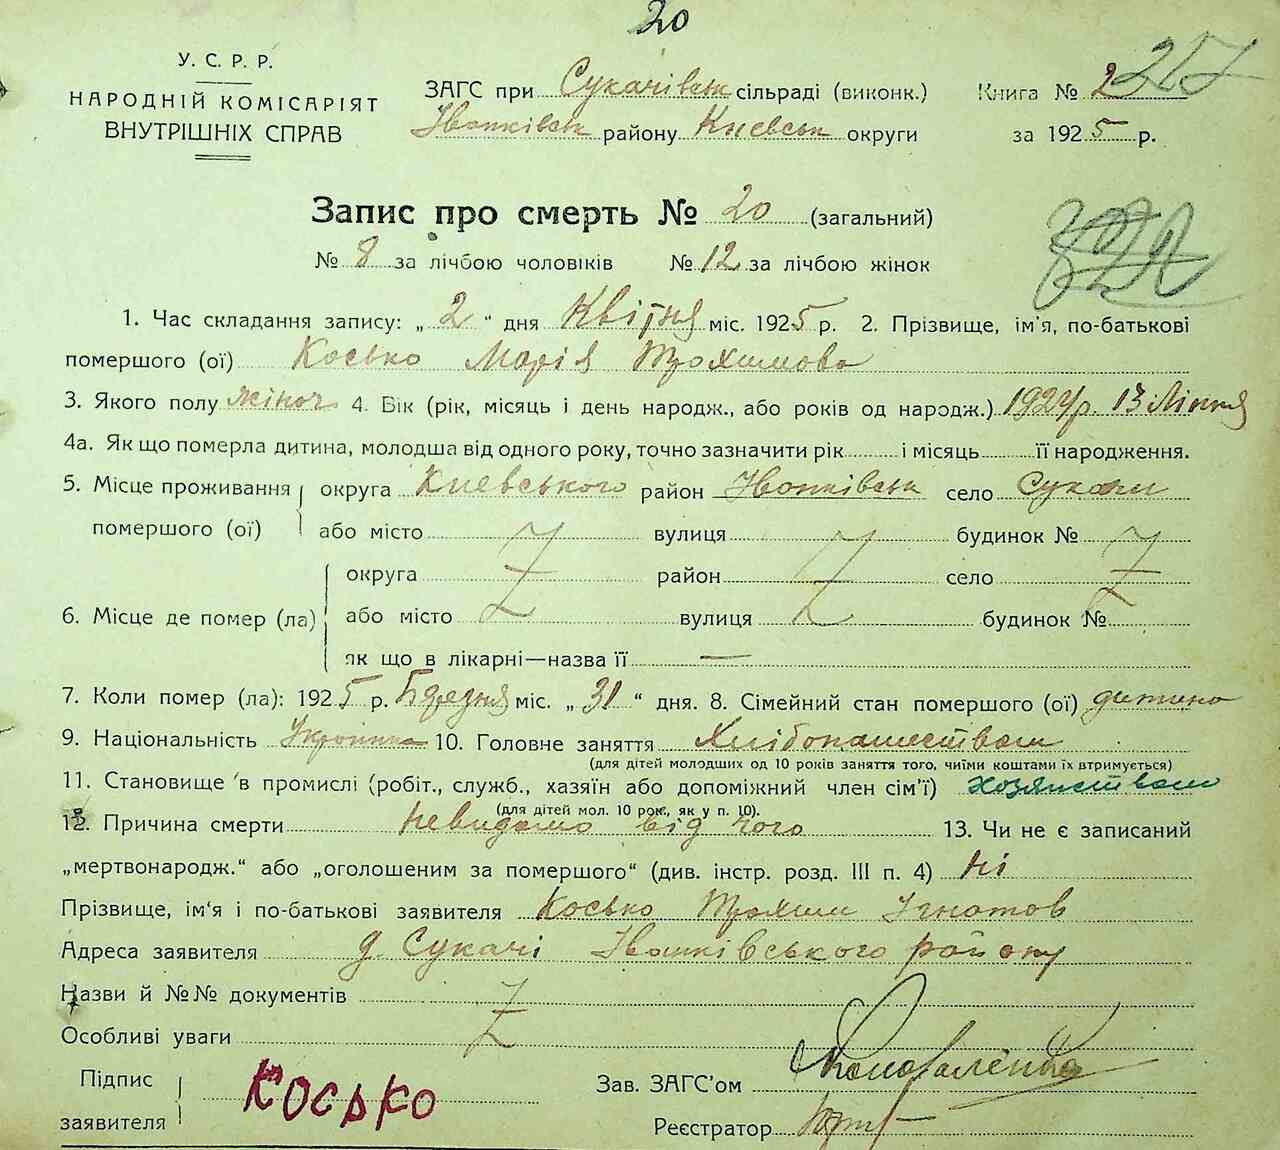 20
217
У. С. Р. Р.
НАРОДНІЙ КОМІСАРІЯТ
ВНУТРІШНІХ СПРАВ
ЗАГС при Сукачівськ сільраді (виконк.)
Іванківськ району Киевськ округи
Книга № 2
за 1925 р.
Запис про смерть № 20 (загальний)
№ 8 за лічбою чоловіків № 12 за лічбою жінок
1. Час складання запису: „ 2 “ дня Квітня міс. 1925 р. 2. Прізвище, ім'я, по-батькові
помершого (ої) Косько Марія Трохимова
3. Якого полу жіноч 4. Вік (рік, місяць і день народж., або років од народж.) 1924 р. 13 Липня
4а. Як що померла дитина, молодша від одного року, точно зазначити рік і місяць її народження.
5. Місце проживання помершого (ої) округа Киевського район Іванківськ село Сукачи
або місто вулиця будинок №
6. Місце де помер (ла) округа район село
або місто вулиця будинок №
як що в лікарні—назва її —
7. Коли помер (ла): 1925 р. Березня міс. „ 31 “ дня. 8. Сімейний стан помершого (ої) дитина
9. Національність Украинка 10. Головне заняття Хлібопашеством
(для дітей молодших од 10 років заняття того, чиїми коштами їх втримується)
11. Становище в промислі (робіт., служб., хазяїн або допоміжний член сім'ї) хозяйством
(для дітей мол. 10 рок., як у п. 10).
12. Причина смерти невидомо від чого 13. Чи не є записаний
„мертвонародж.“ або „оголошеним за помершого“ (див. інстр. розд. III п. 4) ні
Прізвище, ім'я і по-батькові заявителя Косько Трохим Ігнатов
Адреса заявителя д. Сукачі Іванківського району
Назви й №№ документів
Особливі уваги
Підпис заявителя Косько
Зав. ЗАГС'ом Коноваленко
Реєстратор